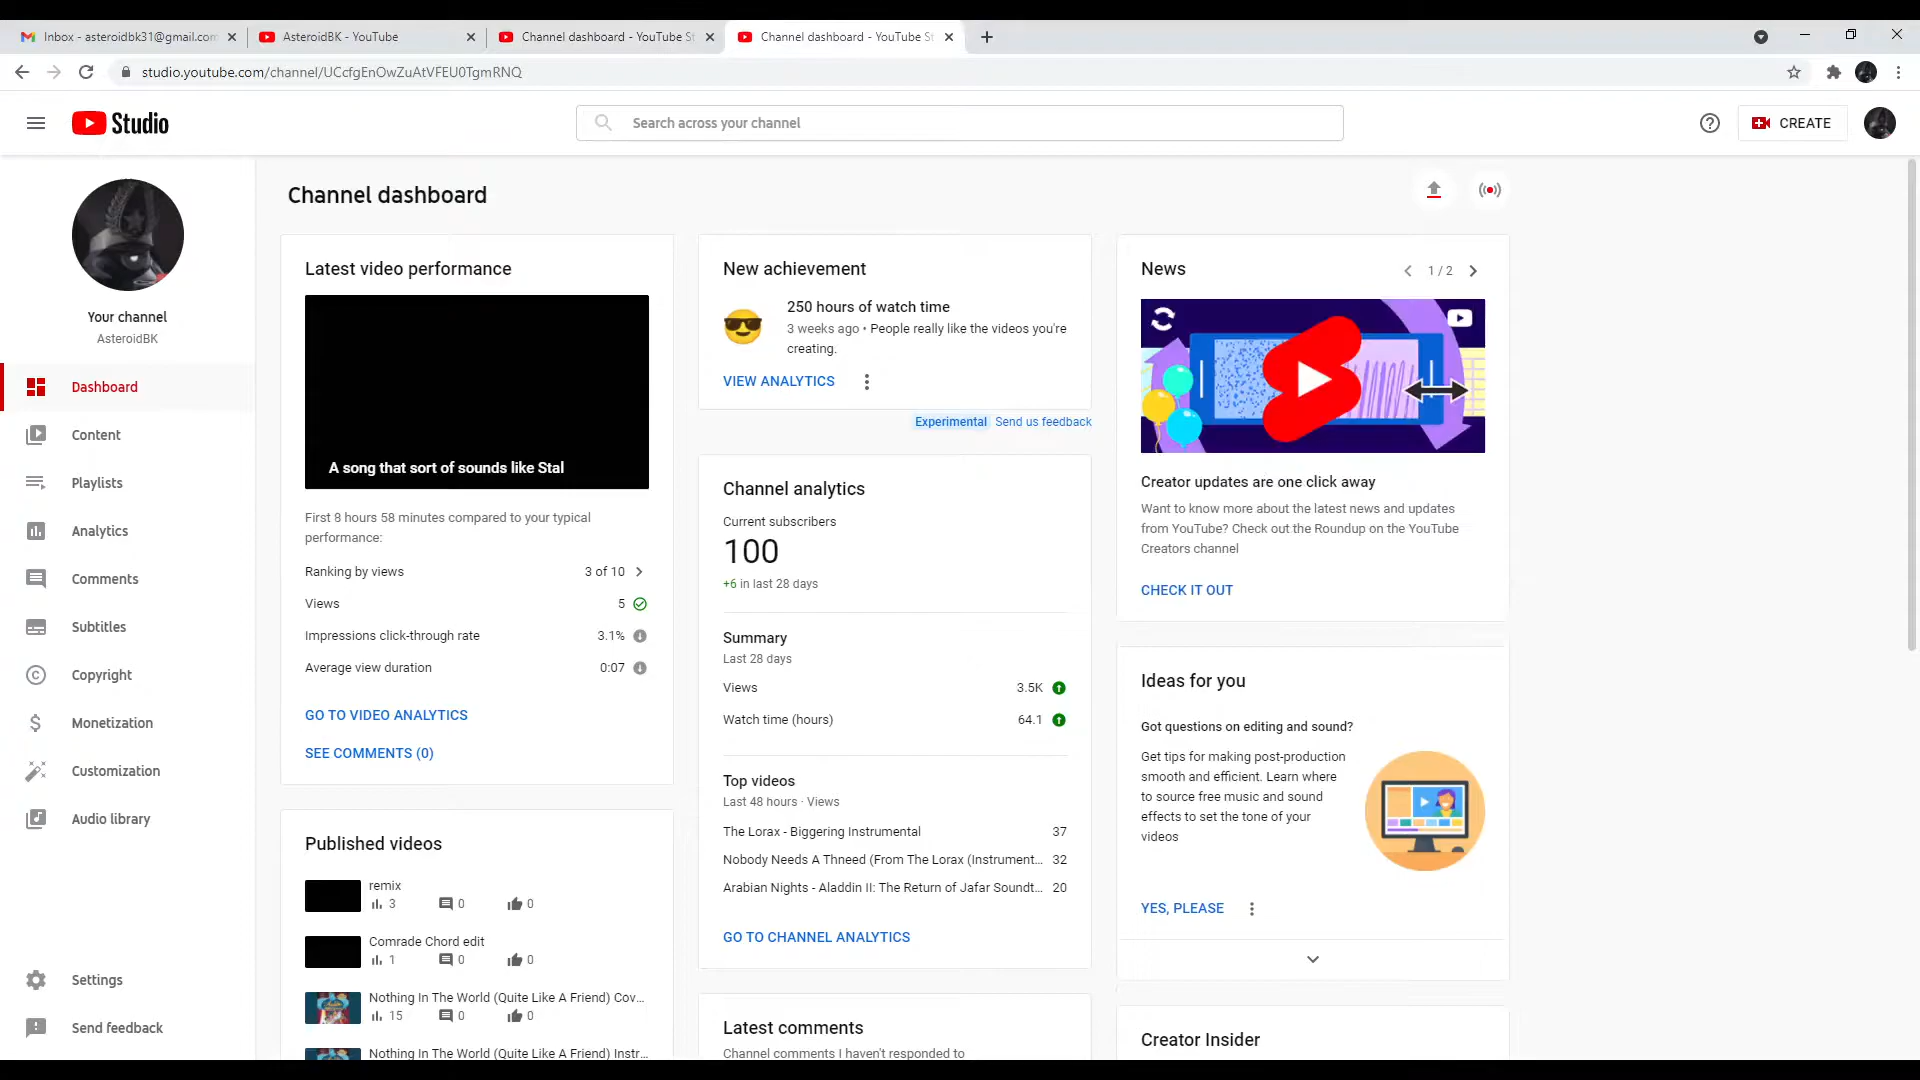 Inbox - asteroidbk31@gmail.com
AsteroidBK - YouTube
Channel dashboard - YouTube St
Channel dashboard - YouTube St
studio.youtube.com/channel/UCcfgEnOwZuAtVFEU0TgmRNQ
Studio
Search across your channel
CREATE
Your channel
AsteroidBK
Dashboard
Content
Playlists
Analytics
Comments
Subtitles
Copyright
Monetization
Customization
Audio library
Settings
Send feedback
Channel dashboard
Latest video performance
A song that sort of sounds like Stal
First 8 hours 58 minutes compared to your typical
performance:
Ranking by views 3 of 10
Views 5
Impressions click-through rate 3.1%
Average view duration 0:07
GO TO VIDEO ANALYTICS
SEE COMMENTS (0)
Published videos
remix
3 0 0
Comrade Chord edit
1 0 0
Nothing In The World (Quite Like A Friend) Cov...
15 0 0
Nothing In The World (Quite Like A Friend) Instr...
New achievement
250 hours of watch time
3 weeks ago • People really like the videos you're
creating.
VIEW ANALYTICS
Experimental Send us feedback
Channel analytics
Current subscribers
100
+6 in last 28 days
Summary
Last 28 days
Views 3.5K
Watch time (hours) 64.1
Top videos
Last 48 hours · Views
The Lorax - Biggering Instrumental 37
Nobody Needs A Thneed (From The Lorax (Instrument... 32
Arabian Nights - Aladdin II: The Return of Jafar Soundt... 20
GO TO CHANNEL ANALYTICS
Latest comments
Channel comments I haven't responded to
News
1 / 2
Creator updates are one click away
Want to know more about the latest news and updates
from YouTube? Check out the Roundup on the YouTube
Creators channel
CHECK IT OUT
Ideas for you
Got questions on editing and sound?
Get tips for making post-production
smooth and efficient. Learn where
to source free music and sound
effects to set the tone of your
videos
YES, PLEASE
Creator Insider